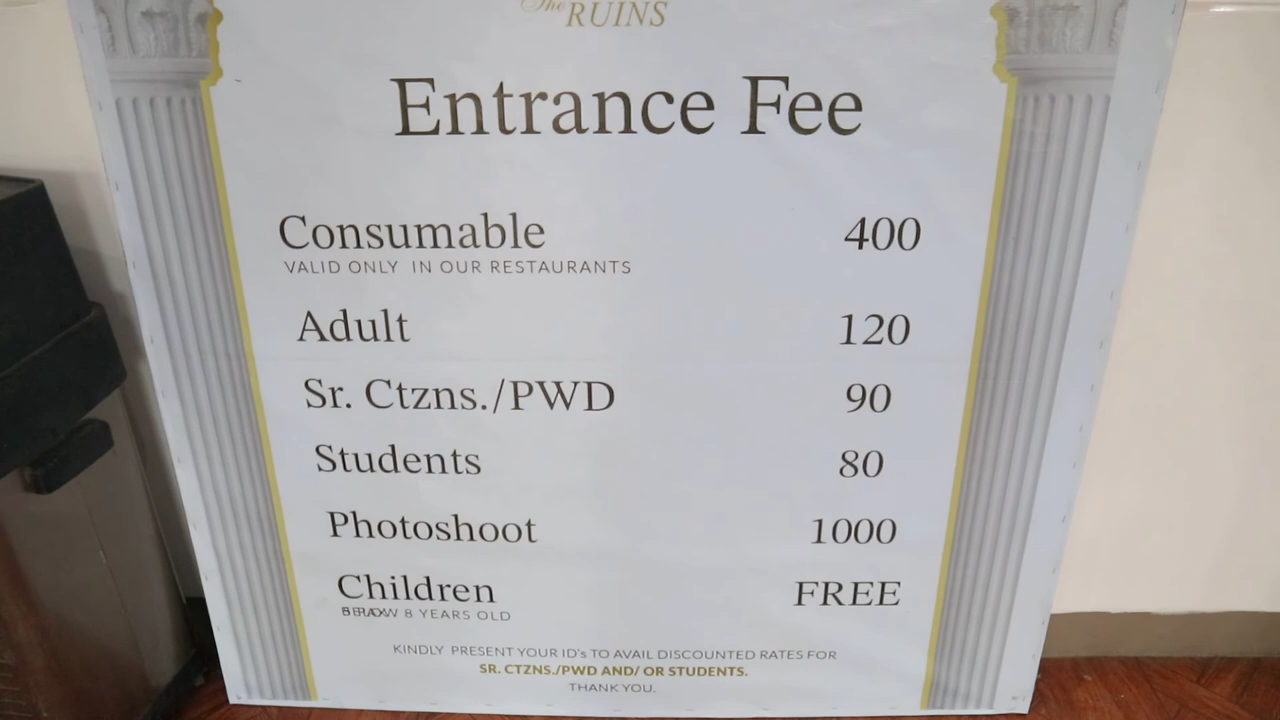 The
RUINS
Entrance Fee
Consumable 400
VALID ONLY IN OUR RESTAURANTS
Adult 120
Sr. Ctzns./PWD 90
Students 80
Photoshoot 1000
Children FREE
8 YEARS OLD
KINDLY PRESENT YOUR ID's TO AVAIL DISCOUNTED RATES FOR
SR. CTZNS./PWD AND/ OR STUDENTS.
THANK YOU.